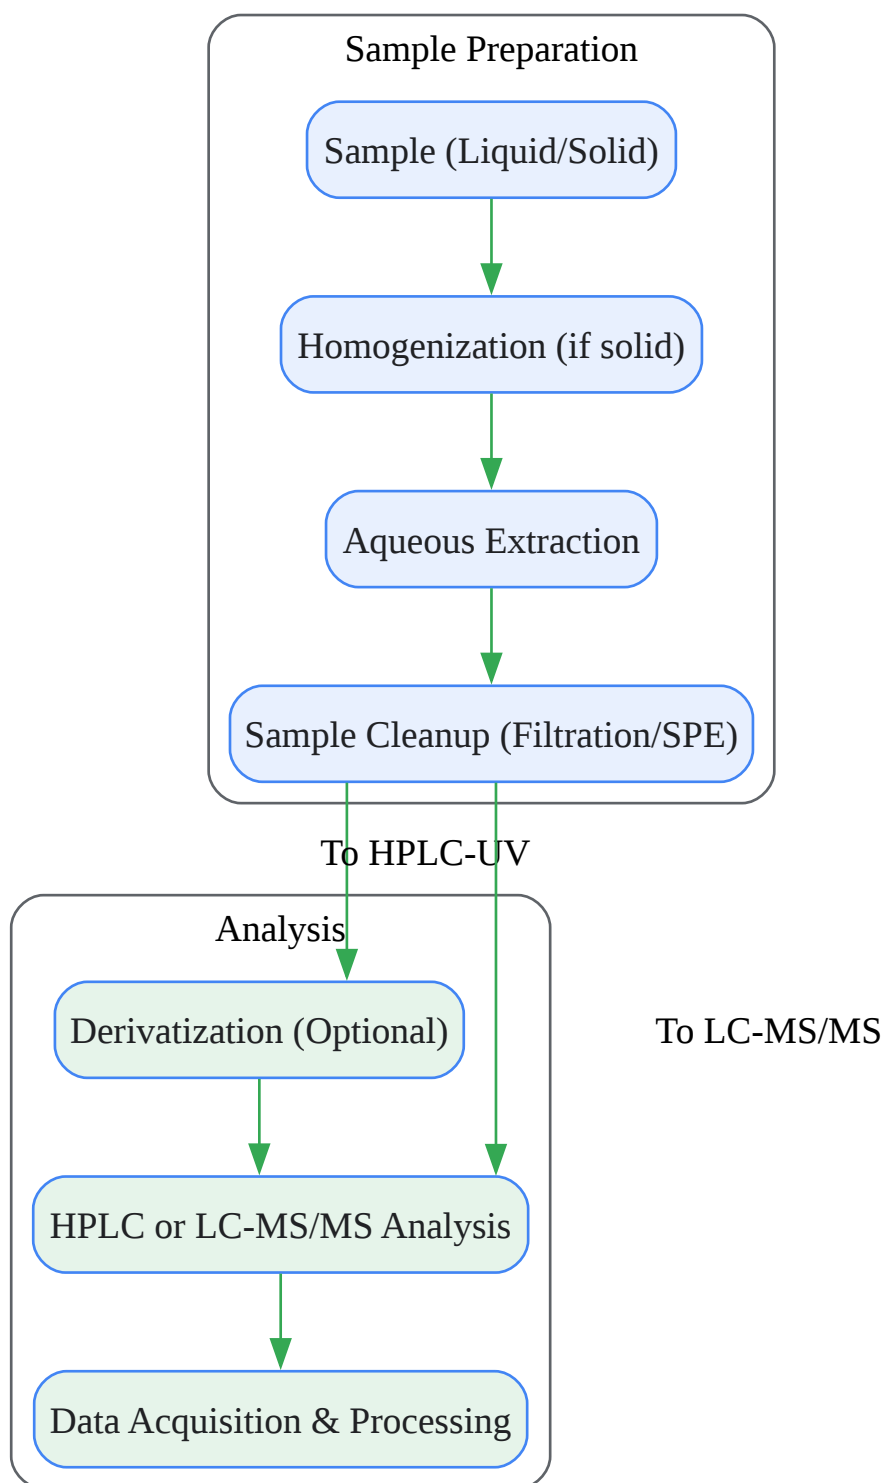 Sample Preparation
Sample (Liquid/Solid)
Homogenization (if solid)
Aqueous Extraction
Sample Cleanup (Filtration/SPE)
To HPLC-UV
Analysis
Derivatization (Optional)
To LC-MS/MS
HPLC or LC-MS/MS Analysis
Data Acquisition & Processing